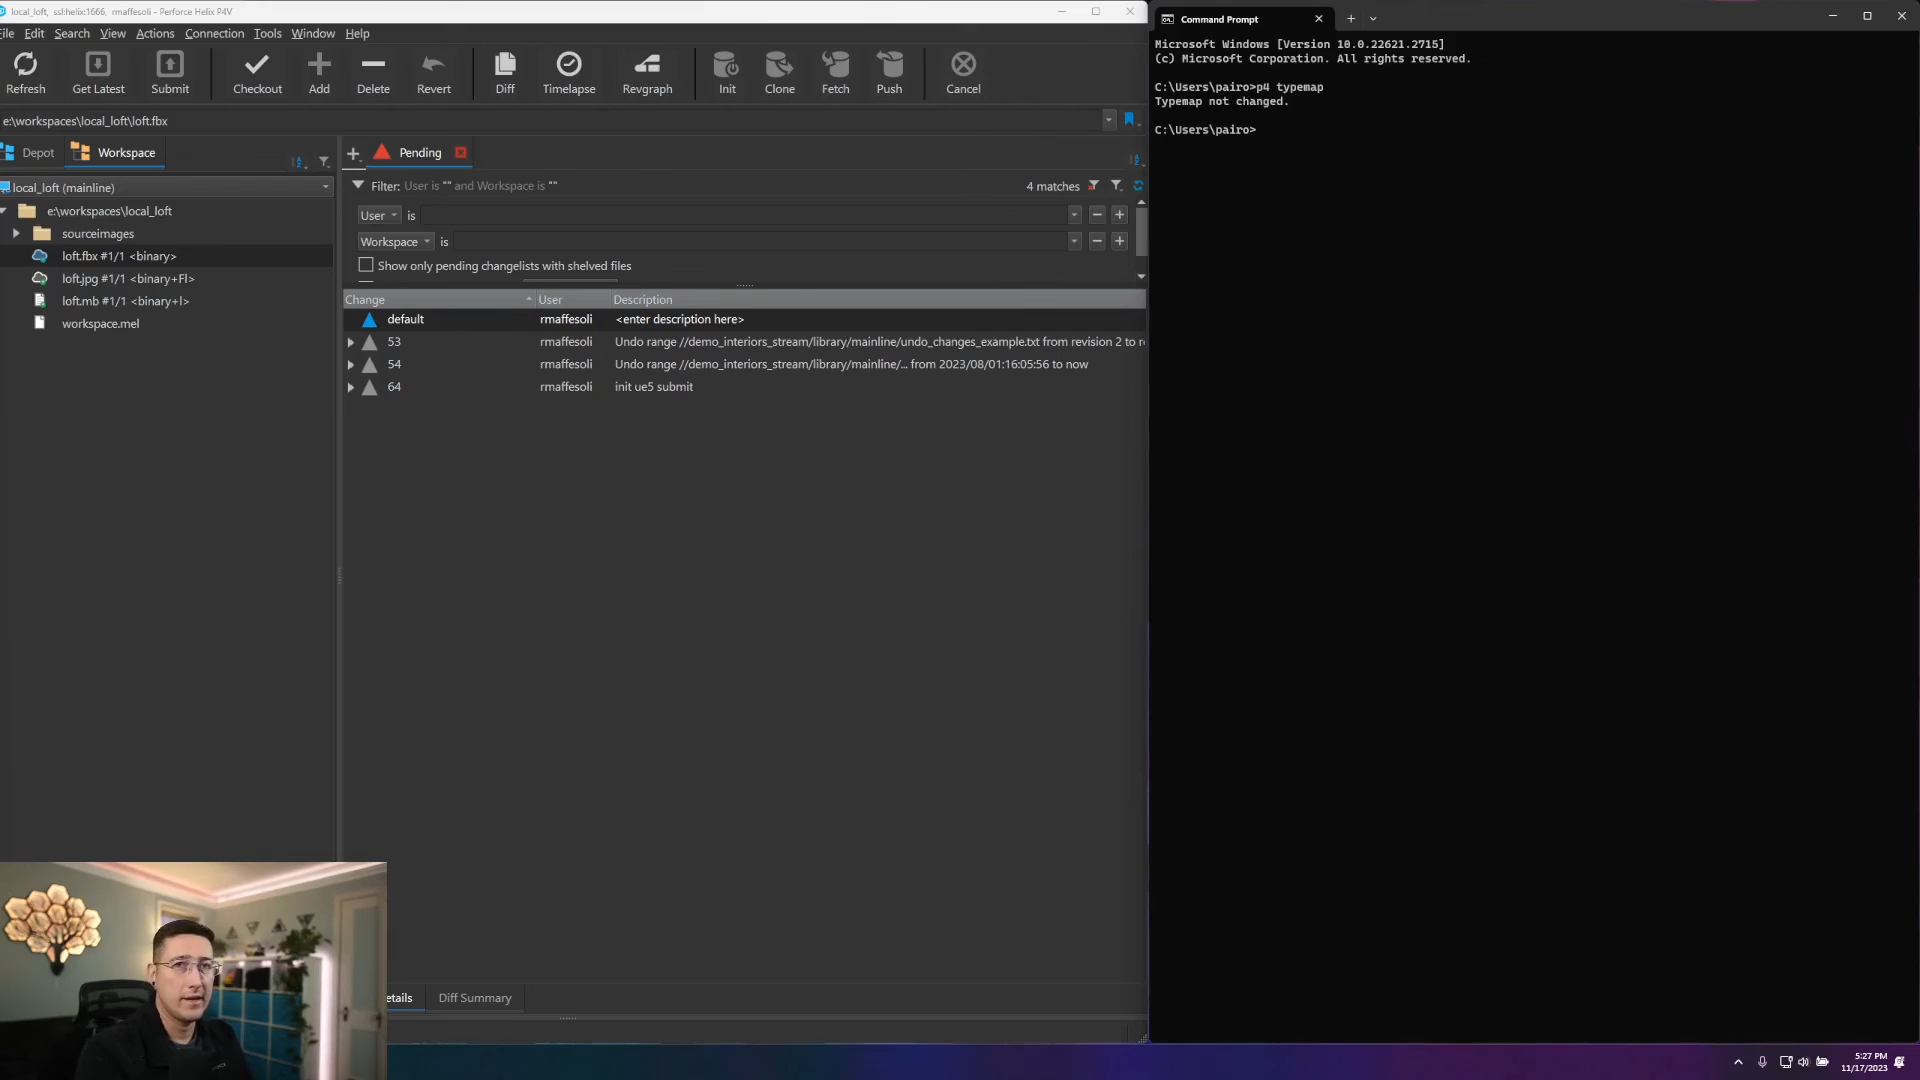 local_loft, ssl:helix:1666, rmaffesoli - Perforce Helix P4V
ile Edit Search View Actions Connection Tools Window Help
Refresh Get Latest Submit Checkout Add Delete Revert Diff Timelapse Revgraph Init Clone Fetch Push Cancel
e:\workspaces\local_loft\loft.fbx
Depot Workspace
local_loft (mainline)
e:\workspaces\local_loft
sourceimages
loft.fbx #1/1 <binary>
loft.jpg #1/1 <binary+Fl>
loft.mb #1/1 <binary+l>
workspace.mel
Pending
Filter: User is "" and Workspace is ""
4 matches
User is
Workspace is
Show only pending changelists with shelved files
Change User Description
default rmaffesoli <enter description here>
53 rmaffesoli Undo range //demo_interiors_stream/library/mainline/undo_changes_example.txt from revision 2 to r
54 rmaffesoli Undo range //demo_interiors_stream/library/mainline/... from 2023/08/01:16:05:56 to now
64 rmaffesoli init ue5 submit
etails Diff Summary
Command Prompt
Microsoft Windows [Version 10.0.22621.2715]
(c) Microsoft Corporation. All rights reserved.
C:\Users\pairo>p4 typemap
Typemap not changed.
C:\Users\pairo>
5:27 PM
11/17/2023